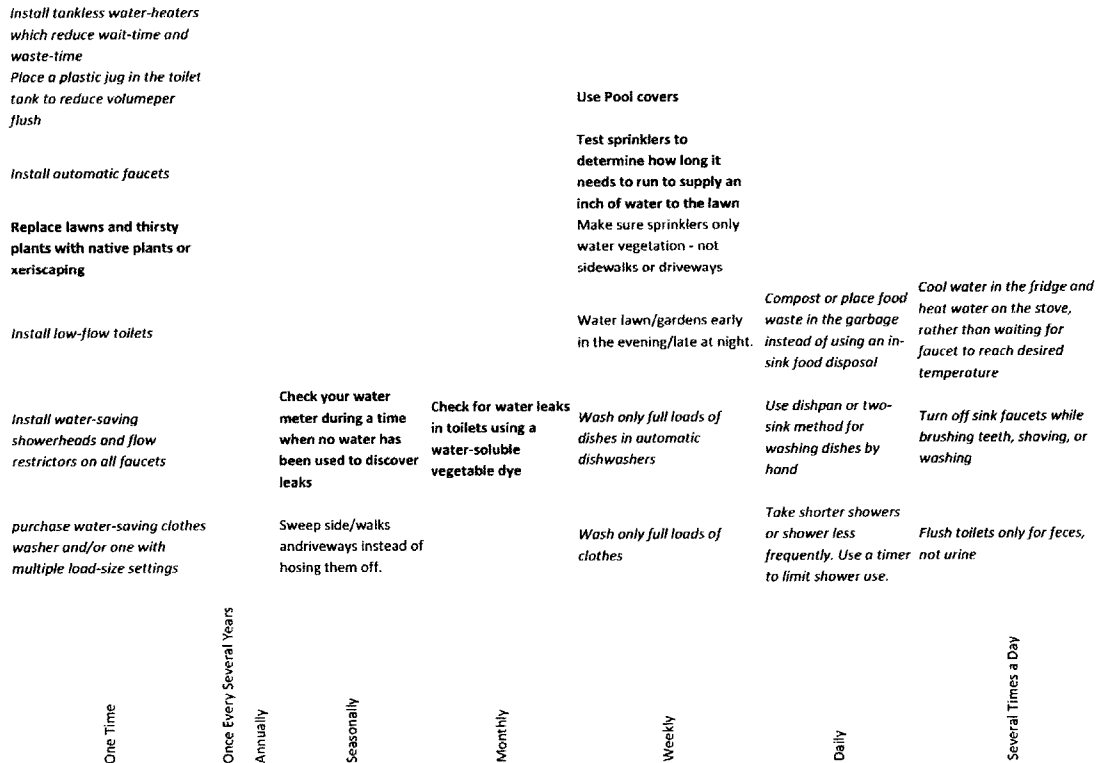 Install tankless water-heaters
which reduce wait-time and
waste-time
Place a plastic jug in the toilet
tank to reduce volumeper
flush
Install automatic faucets
Replace lawns and thirsty
plants with native plants or
xeriscaping
Install low-flow toilets
Install water-saving
showerheads and flow
restrictors on all faucets
purchase water-saving clothes
washer and/or one with
multiple load-size settings
Check your water
meter during a time
when no water has
been used to discover
leaks
Sweep side/walks
andriveways instead of
hosing them off.
Check for water leaks
in toilets using a
water-soluble
vegetable dye
Use Pool covers
Test sprinklers to
determine how long it
needs to run to supply an
inch of water to the lawn
Make sure sprinklers only
water vegetation - not
sidewalks or driveways
Water lawn/gardens early
in the evening/late at night.
Wash only full loads of
dishes in automatic
dishwashers
Wash only full loads of
clothes
Compost or place food
waste in the garbage
instead of using an in-
sink food disposal
Use dishpan or two-
sink method for
washing dishes by
hand
Take shorter showers
or shower less
frequently. Use a timer
to limit shower use.
Cool water in the fridge and
heat water on the stove,
rather than waiting for
faucet to reach desired
temperature
Turn off sink faucets while
brushing teeth, shaving, or
washing
Flush toilets only for feces,
not urine
One Time
Once Every Several Years
Annually
Seasonally
Monthly
Weekly
Daily
Several Times a Day